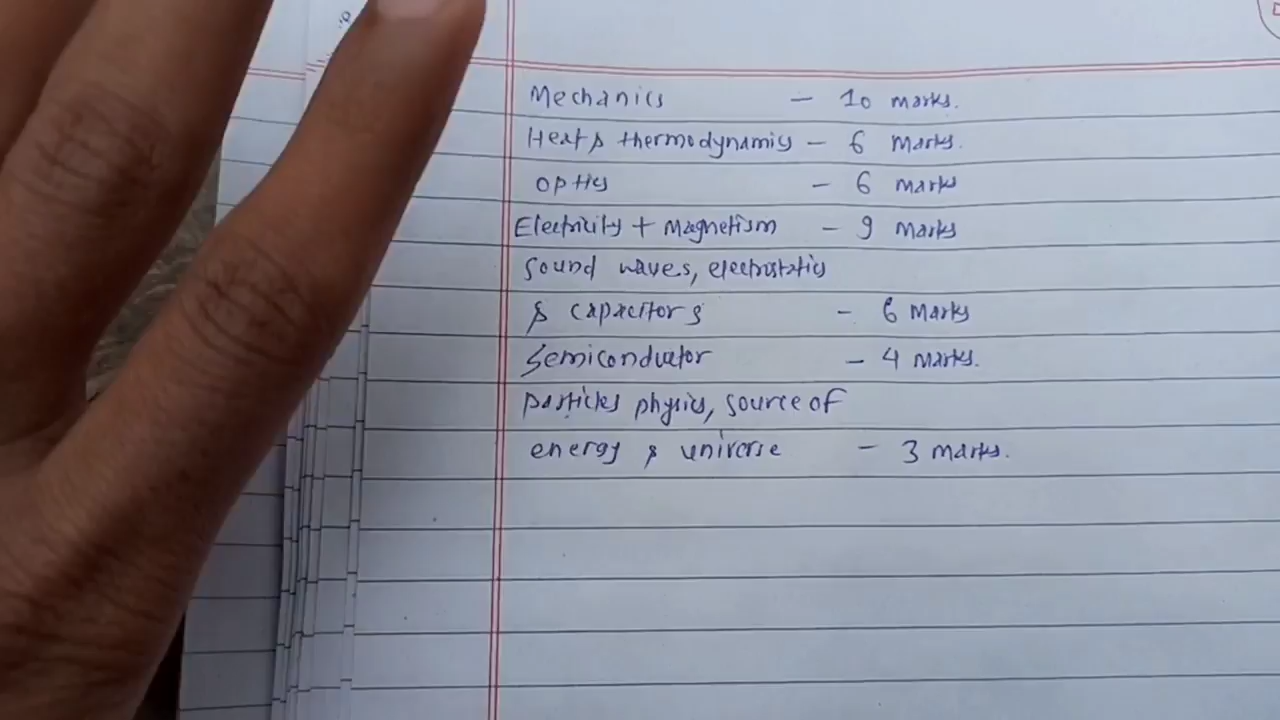 Mechanics - 10 marks.
Heat & thermodynamics - 6 marks.
optics - 6 marks
Electricity + Magnetism - 9 marks
sound waves, electrostatics
& capacitors - 6 Marks
semiconductor - 4 marks.
particles physics, source of
energy & universe - 3 marks.